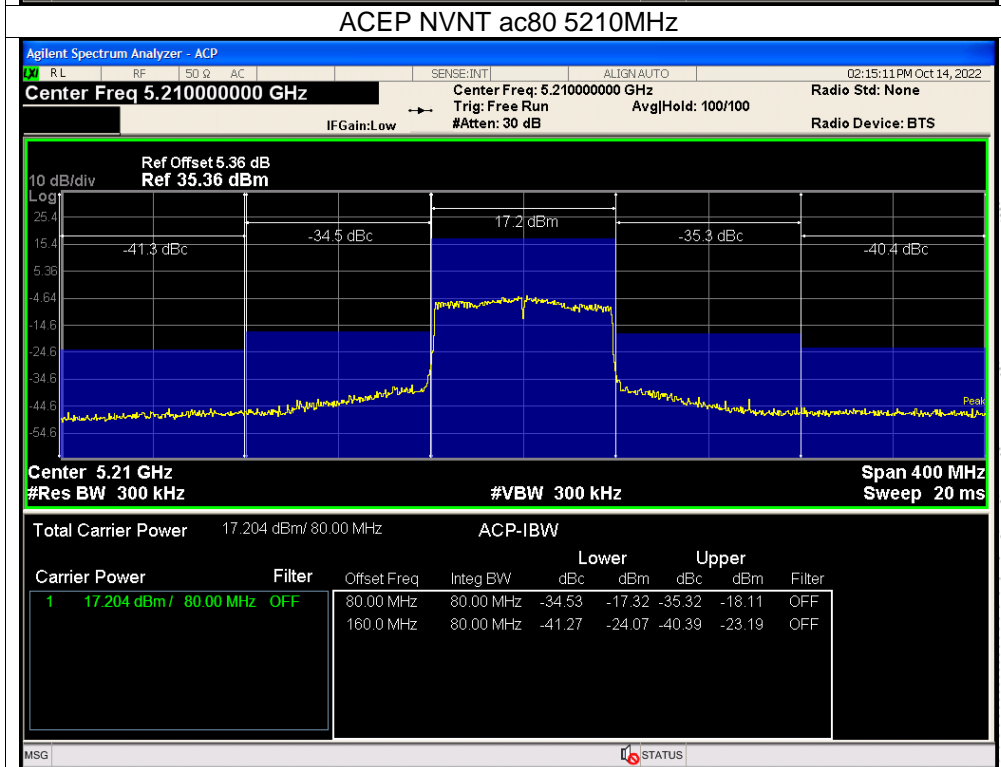 ACEP NVNT ac80 5210MHz
Agilent Spectrum Analyzer - ACP
LXI RL RF 50 Ω AC SENSE:INT ALIGN AUTO 02:15:11 PM Oct 14, 2022
Center Freq 5.210000000 GHz Center Freq: 5.210000000 GHz Radio Std: None
Trig: Free Run Avg|Hold: 100/100
IFGain:Low #Atten: 30 dB Radio Device: BTS
Ref Offset 5.36 dB
10 dB/div Ref 35.36 dBm
Log
25.4
17.2 dBm
15.4
-41.3 dBc -34.5 dBc -35.3 dBc -40.4 dBc
5.36
-4.64
-14.6
-24.6
-34.6
-44.6
Peak
-54.6
Center 5.21 GHz Span 400 MHz
#Res BW 300 kHz #VBW 300 kHz Sweep 20 ms
Total Carrier Power 17.204 dBm/ 80.00 MHz ACP-IBW
Lower Upper
Carrier Power Filter Offset Freq Integ BW dBc dBm dBc dBm Filter
1 17.204 dBm / 80.00 MHz OFF 80.00 MHz 80.00 MHz -34.53 -17.32 -35.32 -18.11 OFF
160.0 MHz 80.00 MHz -41.27 -24.07 -40.39 -23.19 OFF
MSG STATUS